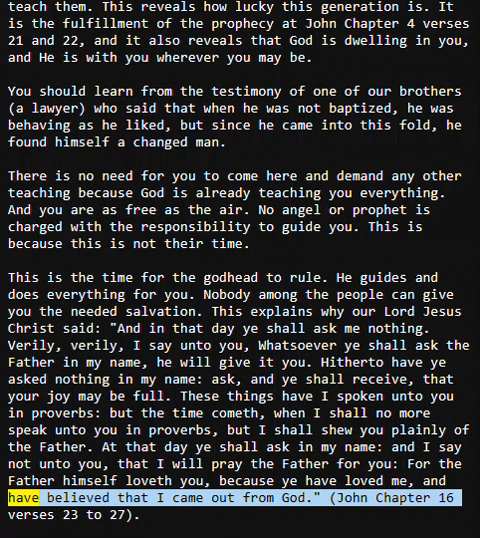 teach them. This reveals how lucky this generation is. It
is the fulfillment of the prophecy at John Chapter 4 verses
21 and 22, and it also reveals that God is dwelling in you,
and He is with you wherever you may be.
You should learn from the testimony of one of our brothers
(a lawyer) who said that when he was not baptized, he was
behaving as he liked, but since he came into this fold, he
found himself a changed man.
There is no need for you to come here and demand any other
teaching because God is already teaching you everything.
And you are as free as the air. No angel or prophet is
charged with the responsibility to guide you. This is
because this is not their time.
This is the time for the godhead to rule. He guides and
does everything for you. Nobody among the people can give
you the needed salvation. This explains why our Lord Jesus
Christ said: "And in that day ye shall ask me nothing.
Verily, verily, I say unto you, Whatsoever ye shall ask the
Father in my name, he will give it you. Hitherto have ye
asked nothing in my name: ask, and ye shall receive, that
your joy may be full. These things have I spoken unto you
in proverbs: but the time cometh, when I shall no more
speak unto you in proverbs, but I shall shew you plainly of
the Father. At that day ye shall ask in my name: and I say
not unto you, that I will pray the Father for you: For the
Father himself loveth you, because ye have loved me, and
have believed that I came out from God." (John Chapter 16
verses 23 to 27).